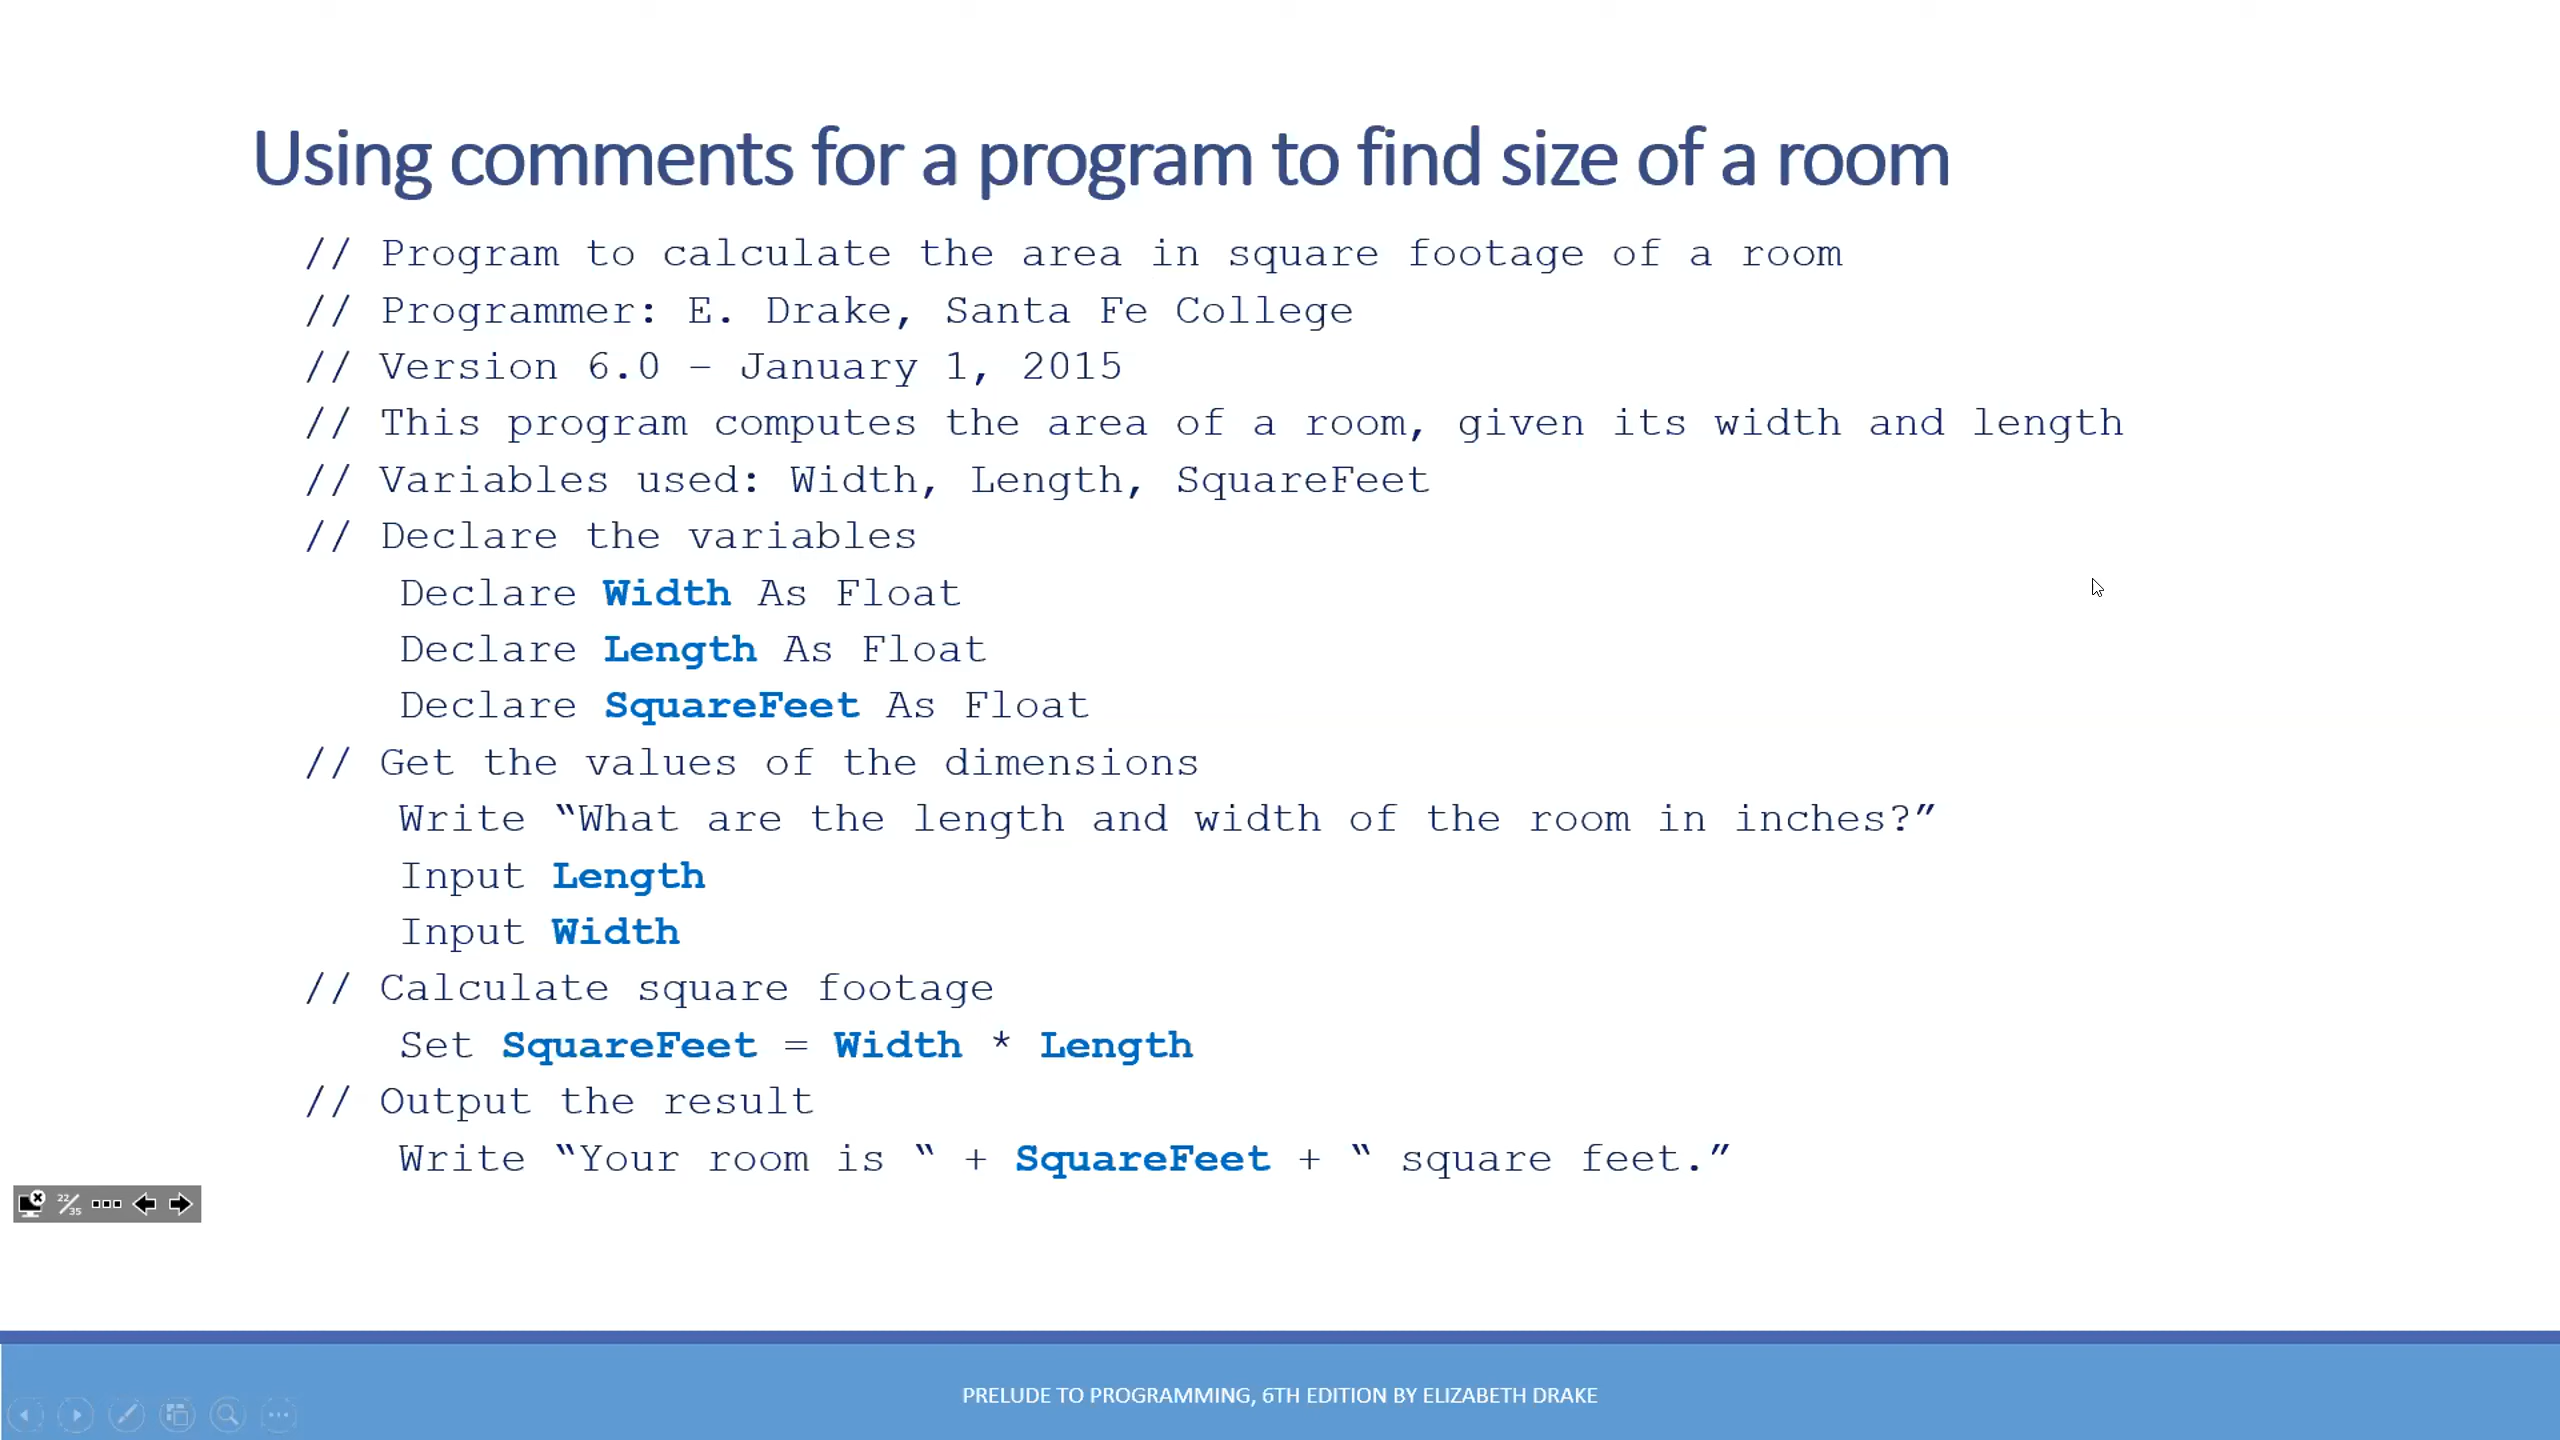 Using comments for a program to find size of a room
// Program to calculate the area in square footage of a room
// Programmer: E. Drake, Santa Fe College
// Version 6.0 – January 1, 2015
// This program computes the area of a room, given its width and length
// Variables used: Width, Length, SquareFeet
// Declare the variables
Declare Width As Float
Declare Length As Float
Declare SquareFeet As Float
// Get the values of the dimensions
Write “What are the length and width of the room in inches?”
Input Length
Input Width
// Calculate square footage
Set SquareFeet = Width * Length
// Output the result
Write “Your room is “ + SquareFeet + “ square feet.”
22/35
PRELUDE TO PROGRAMMING, 6TH EDITION BY ELIZABETH DRAKE